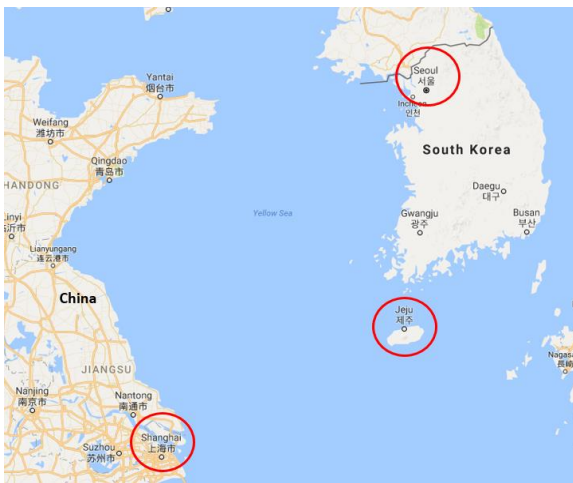 Seoul
서울
Incheon
인천
Yantai
烟台市
Weifang
潍坊市
South Korea
Qingdao
青岛市
HANDONG
Daegu
대구
Gwangju
광주
Busan
부산
Yellow Sea
inyi
沂市
Lianyungang
连云港市
China
Jeju
제주
Nagasa
長崎
JIANGSU
Nanjing
南京市
Nantong
南通市
Shanghai
上海市
Suzhou
苏州市